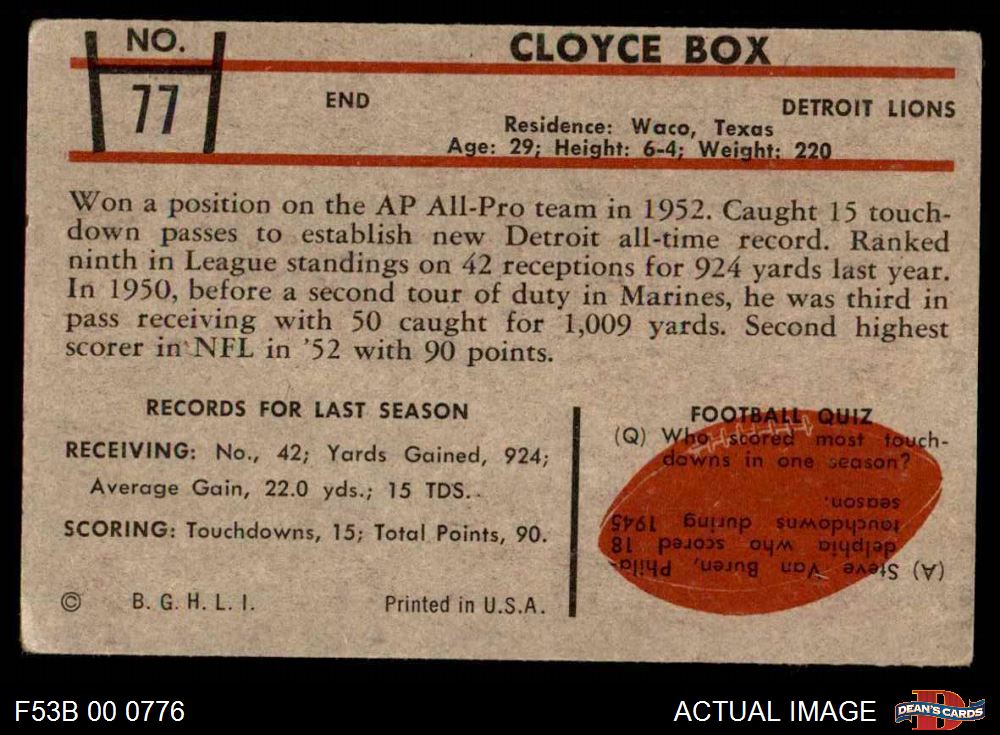 NO.
77
CLOYCE BOX
END
DETROIT LIONS
Residence: Waco, Texas
Age: 29; Height: 6-4; Weight: 220
Won a position on the AP All-Pro team in 1952. Caught 15 touch-
down passes to establish new Detroit all-time record. Ranked
ninth in League standings on 42 receptions for 924 yards last year.
In 1950, before a second tour of duty in Marines, he was third in
pass receiving with 50 caught for 1,009 yards. Second highest
scorer in NFL in '52 with 90 points.
RECORDS FOR LAST SEASON
RECEIVING: No., 42; Yards Gained, 924;
Average Gain, 22.0 yds.; 15 TDS.
SCORING: Touchdowns, 15; Total Points, 90.
© B. G. H. L. I.
Printed in U.S.A.
FOOTBALL QUIZ
(Q) Who scored most touch-
downs in one season?
(A) Steve Van Buren, Phila-
delphia who scored 18
touchdowns during 1945
season.
F53B 00 0776
ACTUAL IMAGE
DEAN'S CARDS